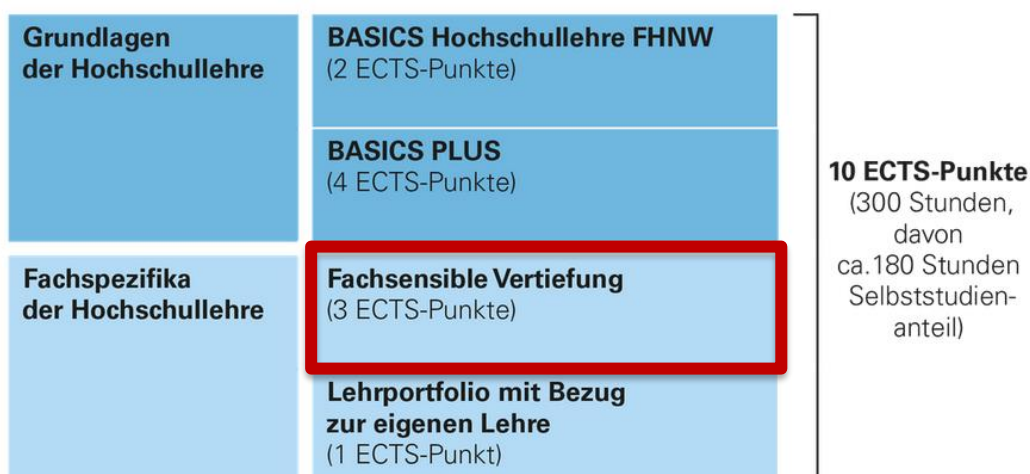 Grundlagen
der Hochschullehre
BASICS Hochschullehre FHNW
(2 ECTS-Punkte)
BASICS PLUS
(4 ECTS-Punkte)
Fachspezifika
der Hochschullehre
Fachsensible Vertiefung
(3 ECTS-Punkte)
Lehrportfolio mit Bezug
zur eigenen Lehre
(1 ECTS-Punkt)
10 ECTS-Punkte
(300 Stunden,
davon
ca.180 Stunden
Selbststudien-
anteil)